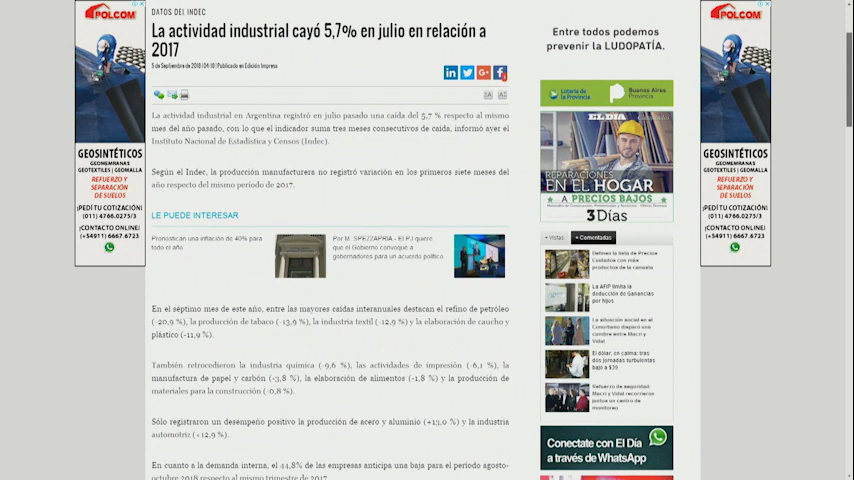 POLCOM
GEOSINTÉTICOS
GEOMEMBRANAS
GEOTEXTILES | GEOMALLA
REFUERZO Y
SEPARACIÓN
DE SUELOS
¡PEDÍ TU COTIZACIÓN!
(011) 4766.0275/3
¡CONTACTO ONLINE!
(+54911) 6667.6723
DATOS DEL INDEC
La actividad industrial cayó 5,7% en julio en relación a
2017
5 de Septiembre de 2018 | 04:18 | Publicado en Edición Impresa
La actividad industrial en Argentina registró en julio pasado una caída del 5,7 % respecto al mismo
mes del año pasado, con lo que el indicador suma tres meses consecutivos de caída, informó ayer el
Instituto Nacional de Estadística y Censos (Indec).
Según el Indec, la producción manufacturera no registró variación en los primeros siete meses del
año respecto del mismo período de 2017.
LE PUEDE INTERESAR
Pronostican una inflación de 40% para
todo el año
Por M. SPEZZAPRIA - El PJ quiere
que el Gobierno convoque a
gobernadores para un acuerdo político
En el séptimo mes de este año, entre las mayores caídas interanuales destacan el refino de petróleo
(-20,9 %), la producción de tabaco (-13,9%), la industria textil (-12,9 %) y la elaboración de caucho y
plástico (-11,9 %).
También retrocedieron la industria química (-9,6 %), las actividades de impresión (-6,1 %), la
manufactura de papel y cartón (-3,8 %), la elaboración de alimentos (-1,8 %) y la producción de
materiales para la construcción (-0,8 %).
Sólo registraron un desempeño positivo la producción de acero y aluminio (+13,0 %) y la industria
automotriz (+12,9 %).
En cuanto a la demanda interna, el 44,8% de las empresas anticipa una baja para el período agosto-
octubre 2018 respecto al mismo trimestre de 2017
Entre todos podemos
prevenir la LUDOPATÍA.
Lotería de
la Provincia
Buenos Aires
Provincia
EL DIA
REPARACIONES
EN EL HOGAR
A PRECIOS BAJOS
3 Días
+ Vistas
+ Comentadas
Definen la lista de Precios
Cuidados con más
productos de la canasta
La AFIP limita la
deducción de Ganancias
por hijos
La situación social en el
Conurbano disparó una
cumbre entre Macri y
Vidal
El dólar, en calma: tras
dos jornadas turbulentas
bajó a $39
Refuerzo de seguridad:
Macri y Vidal recorrieron
juntos un centro de
monitoreo
Conectate con El Día
a través de WhatsApp
POLCOM
GEOSINTÉTICOS
GEOMEMBRANAS
GEOTEXTILES | GEOMALLA
REFUERZO Y
SEPARACIÓN
DE SUELOS
¡PEDÍ TU COTIZACIÓN!
(011) 4766.0275/3
¡CONTACTO ONLINE!
(+54911) 6667.6723